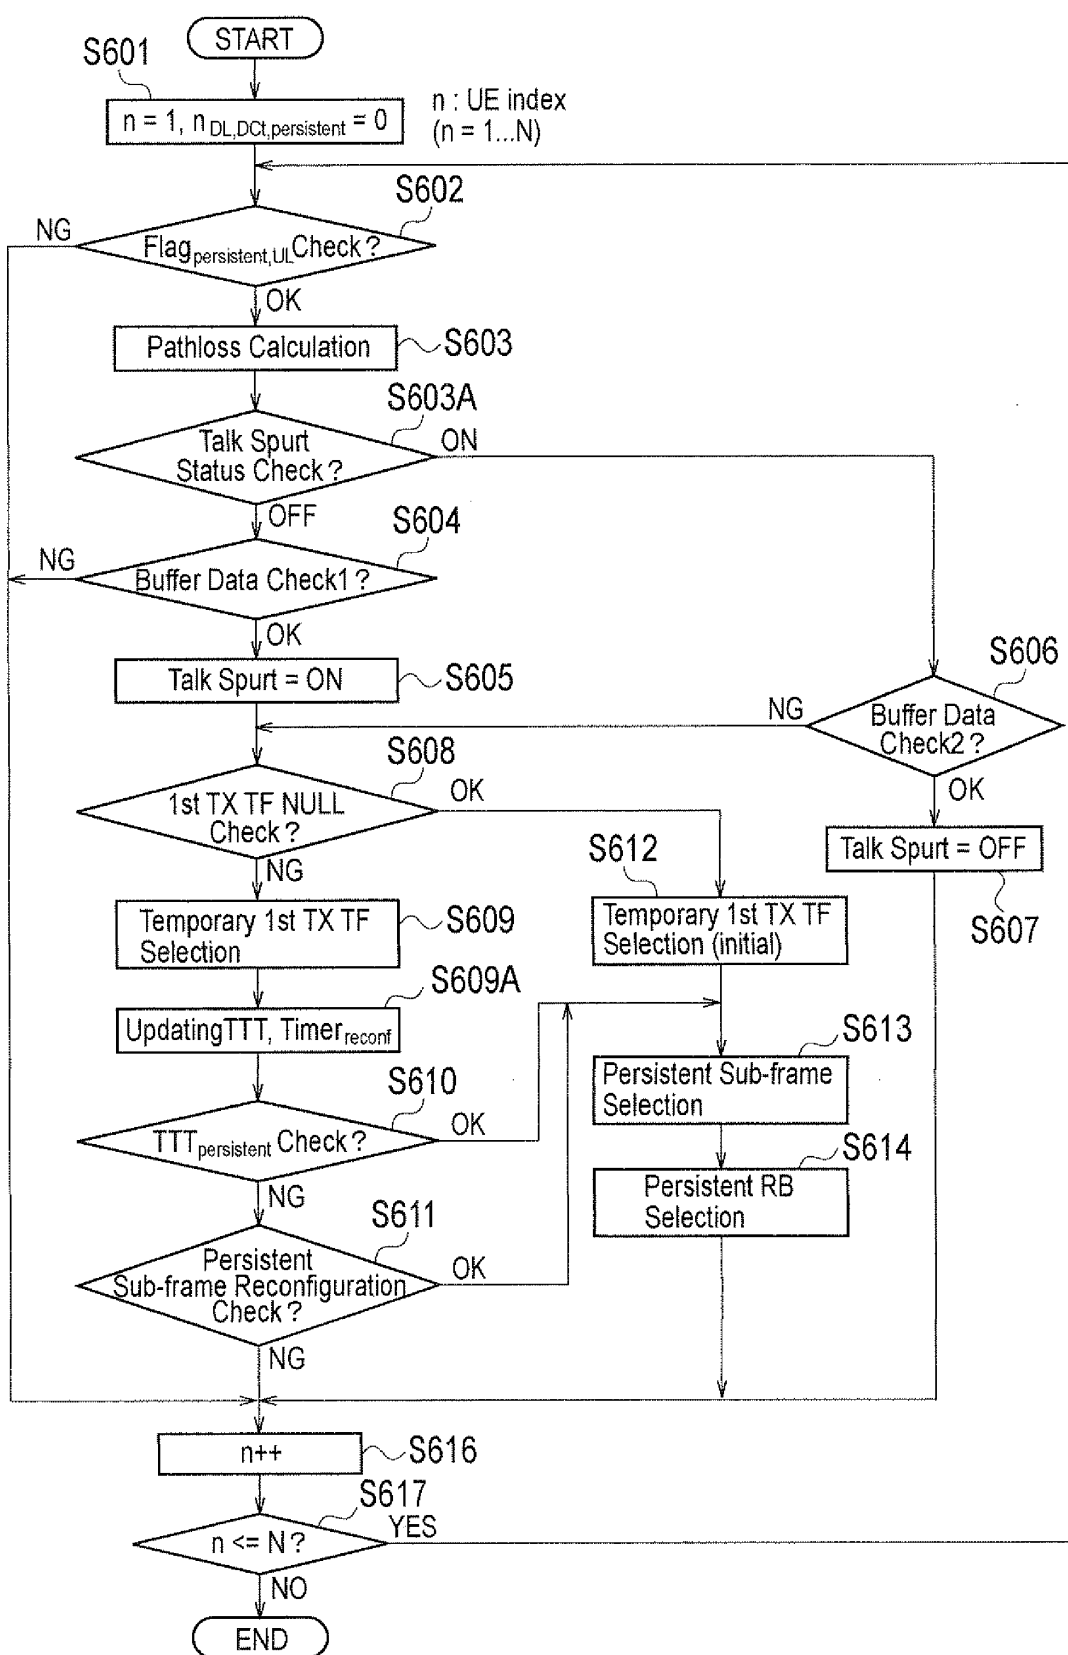 START
S601
n = 1, n DL,DCt,persistent = 0
n : UE index
(n = 1...N)
S602
NG
Flag persistent,UL Check?
OK
Pathloss Calculation
S603
S603A
Talk Spurt
Status Check?
ON
OFF
S604
NG
Buffer Data Check1?
OK
Talk Spurt = ON
S605
S606
NG
Buffer Data
Check2?
OK
Talk Spurt = OFF
S607
S608
1st TX TF NULL
Check?
OK
NG
S612
Temporary 1st TX TF
Selection (initial)
Temporary 1st TX TF
Selection
S609
S609A
UpdatingTTT, Timer reconf
S613
Persistent Sub-frame
Selection
S610
TTT persistent Check?
OK
NG
S614
Persistent RB
Selection
S611
Persistent
Sub-frame Reconfiguration
Check?
OK
NG
n++
S616
S617
n <= N?
YES
NO
END